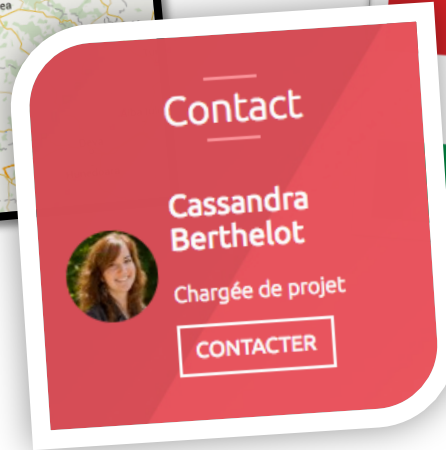 Contact
Cassandra
Berthelot
Chargée de projet
CONTACTER